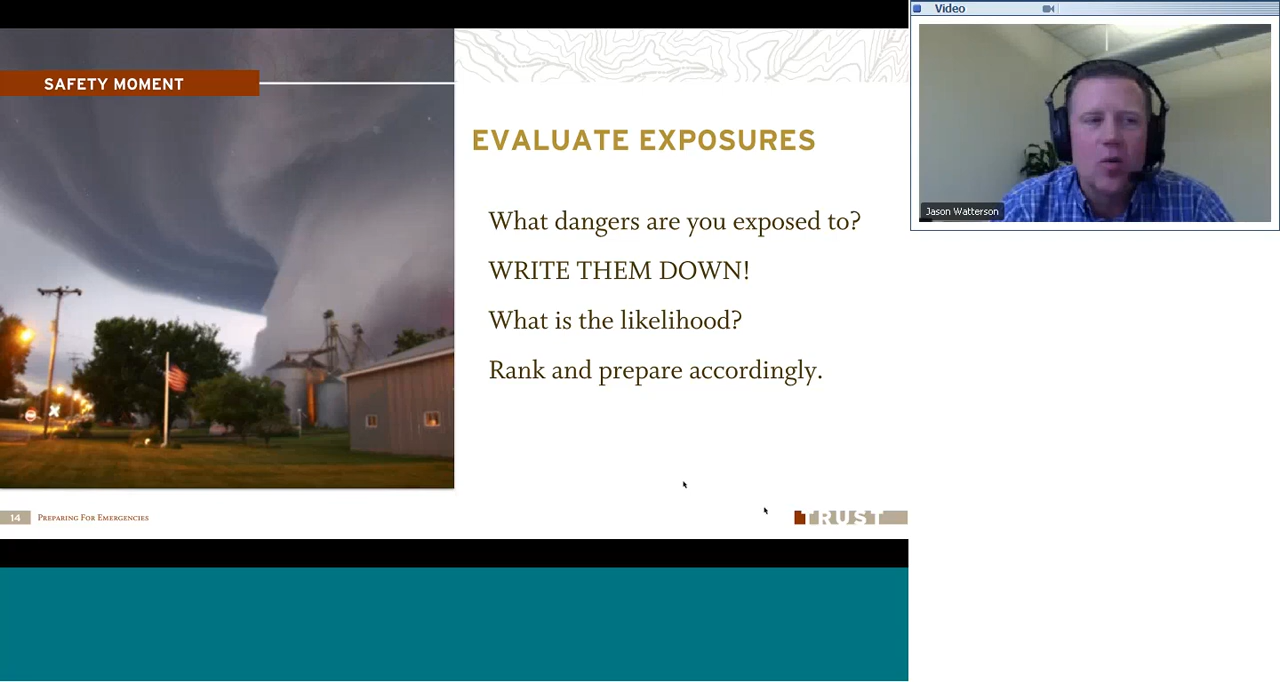 Video
SAFETY MOMENT
EVALUATE EXPOSURES
What dangers are you exposed to?
WRITE THEM DOWN!
What is the likelihood?
Rank and prepare accordingly.
Jason Watterson
14 Preparing For Emergencies
TRUST